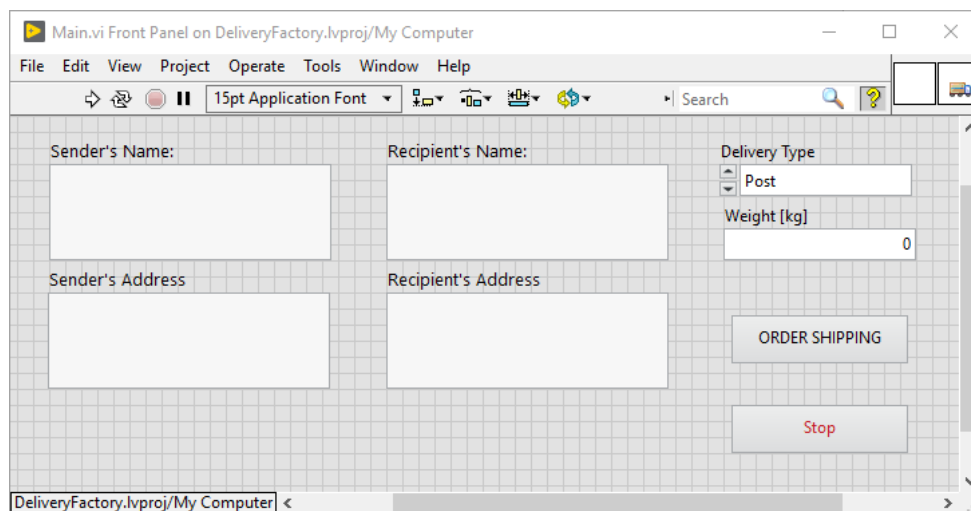 Main.vi Front Panel on DeliveryFactory.lvproj/My Computer
File Edit View Project Operate Tools Window Help
15pt Application Font Search
Sender's Name: Recipient's Name: Delivery Type
Post
Weight [kg]
0
Sender's Address Recipient's Address
ORDER SHIPPING
Stop
DeliveryFactory.lvproj/My Computer